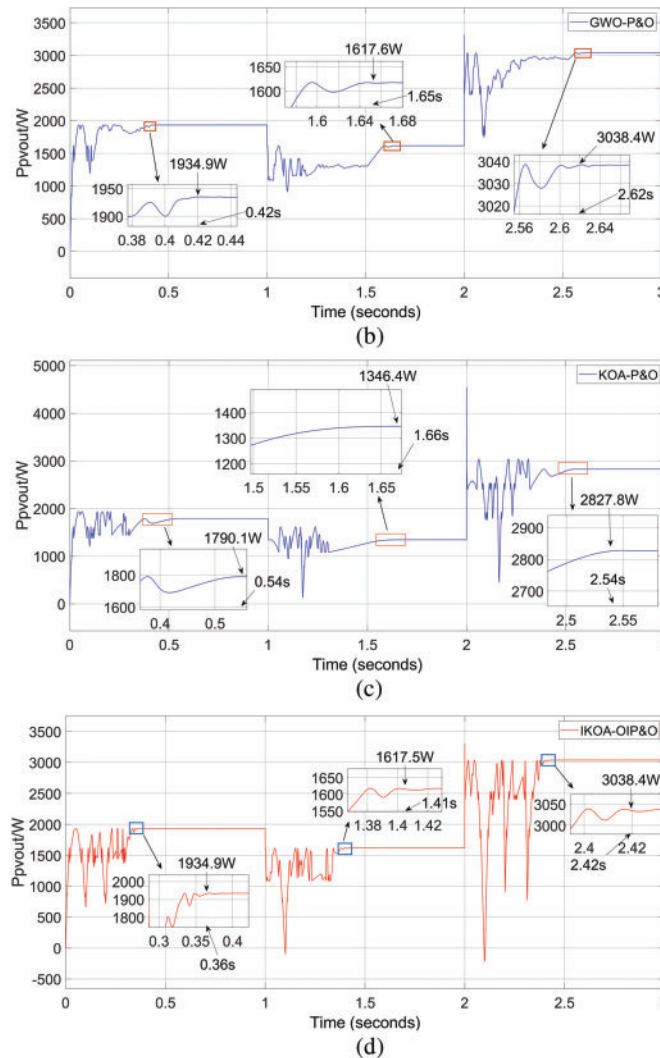 3500
GWO-P&O
3000
2500
2000
1500
1000
500
0
Ppvout/W
1650
1600
1.6 1.64 1.68
1617.6W
1.65s
1950
1900
0.38 0.4 0.42 0.44
1934.9W
0.42s
3040
3030
3020
2.56 2.6 2.64
3038.4W
2.62s
0 0.5 1 1.5 2 2.5 3
Time (seconds)
(b)
5000
KOA-P&O
4000
3000
2000
1000
0
Ppvout/W
1400
1300
1200
1.5 1.55 1.6 1.65
1346.4W
1.66s
1800
1600
0.4 0.5
1790.1W
0.54s
2900
2800
2700
2.5 2.55
2827.8W
2.54s
0 0.5 1 1.5 2 2.5 3
Time (seconds)
(c)
3500
IKOA-OIP&O
3000
2500
2000
1500
1000
500
0
-500
Ppvout/W
1650
1600
1550
1.38 1.4 1.42
1617.5W
1.41s
2000
1900
1800
0.3 0.35 0.4
1934.9W
0.36s
3050
3000
2.4 2.42
3038.4W
2.42s
0 0.5 1 1.5 2 2.5 3
Time (seconds)
(d)